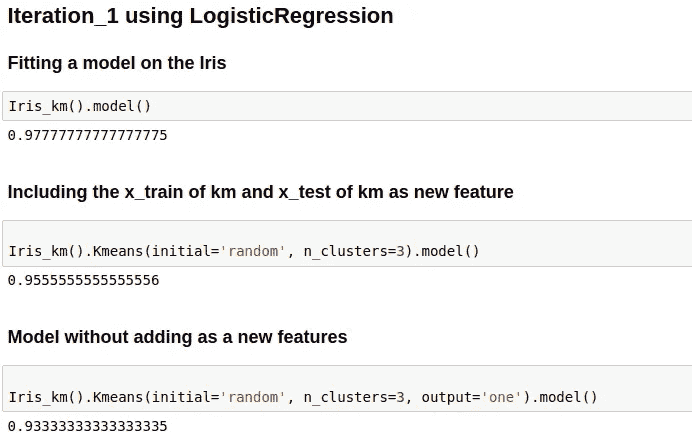 Iteration_1 using LogisticRegression
Fitting a model on the Iris
Iris_km().model()
0.97777777777777775
Including the x_train of km and x_test of km as new feature
Iris_km().Kmeans(initial='random', n_clusters=3).model()
0.9555555555555556
Model without adding as a new features
Iris_km().Kmeans(initial='random', n_clusters=3, output='one').model()
0.93333333333333335